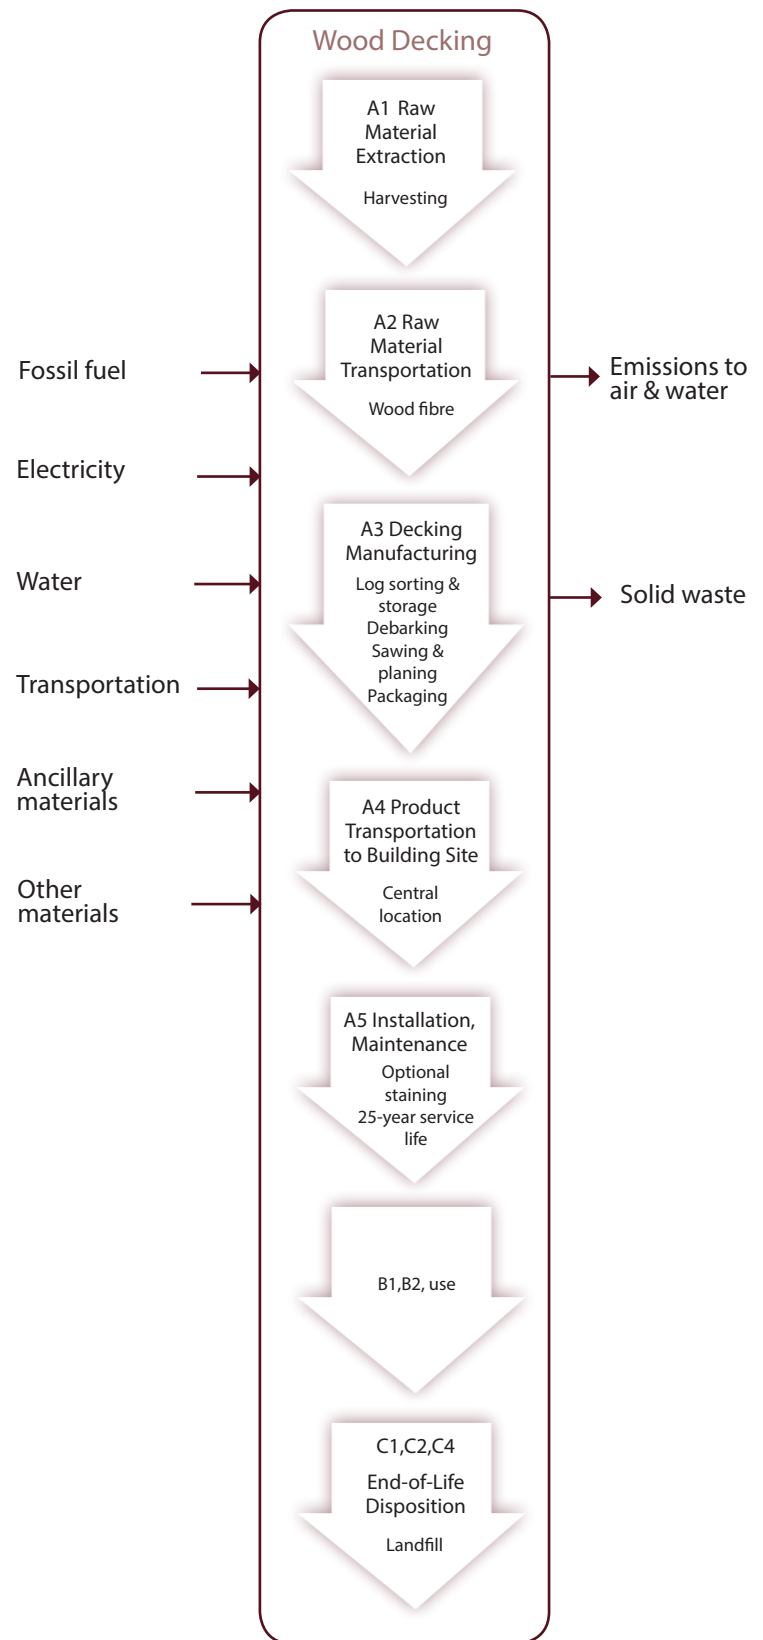 Wood Decking
A1 Raw
Material
Extraction
Harvesting
A2 Raw
Material
Transportation
Wood fibre
A3 Decking
Manufacturing
Log sorting &
storage
Debarking
Sawing &
planing
Packaging
A4 Product
Transportation
to Building Site
Central
location
A5 Installation,
Maintenance
Optional
staining
25-year service
life
B1,B2, use
C1,C2,C4
End-of-Life
Disposition
Landfill
Fossil fuel
Electricity
Water
Transportation
Ancillary
materials
Other
materials
Emissions to
air & water
Solid waste